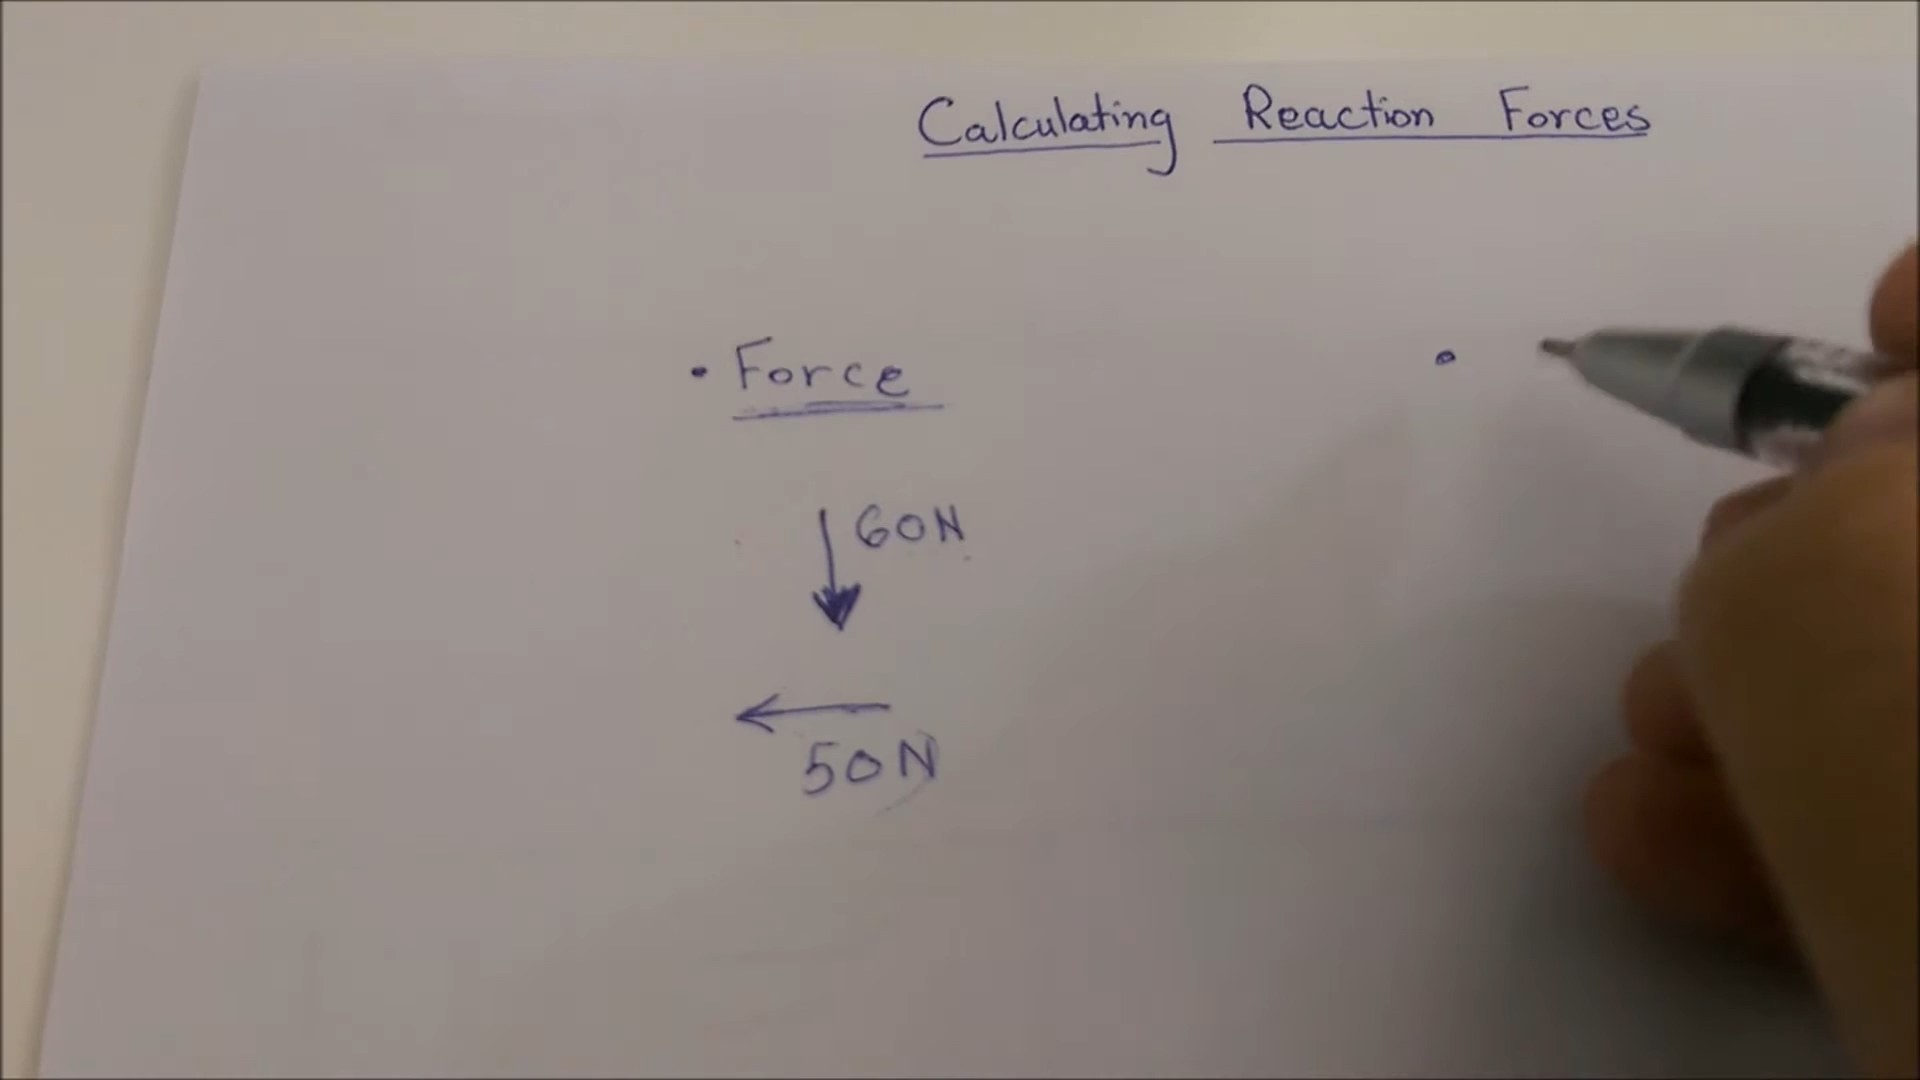 Calculating Reaction Forces
• Force
60N
50N
•